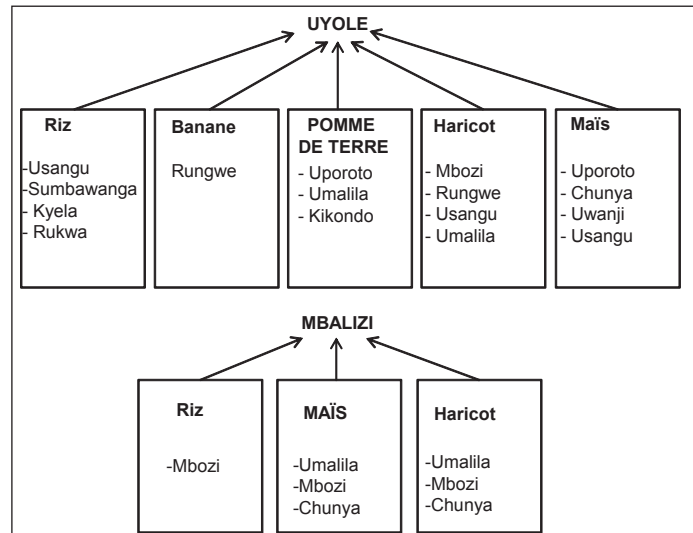 UYOLE
Riz
-Usangu
-Sumbawanga
- Kyela
- Rukwa
Banane
Rungwe
POMME
DE TERRE
- Uporoto
- Umalila
- Kikondo
Haricot
- Mbozi
- Rungwe
- Usangu
- Umalila
Maïs
- Uporoto
- Chunya
- Uwanji
- Usangu
MBALIZI
Riz
-Mbozi
MAÏS
-Umalila
-Mbozi
-Chunya
Haricot
-Umalila
-Mbozi
-Chunya